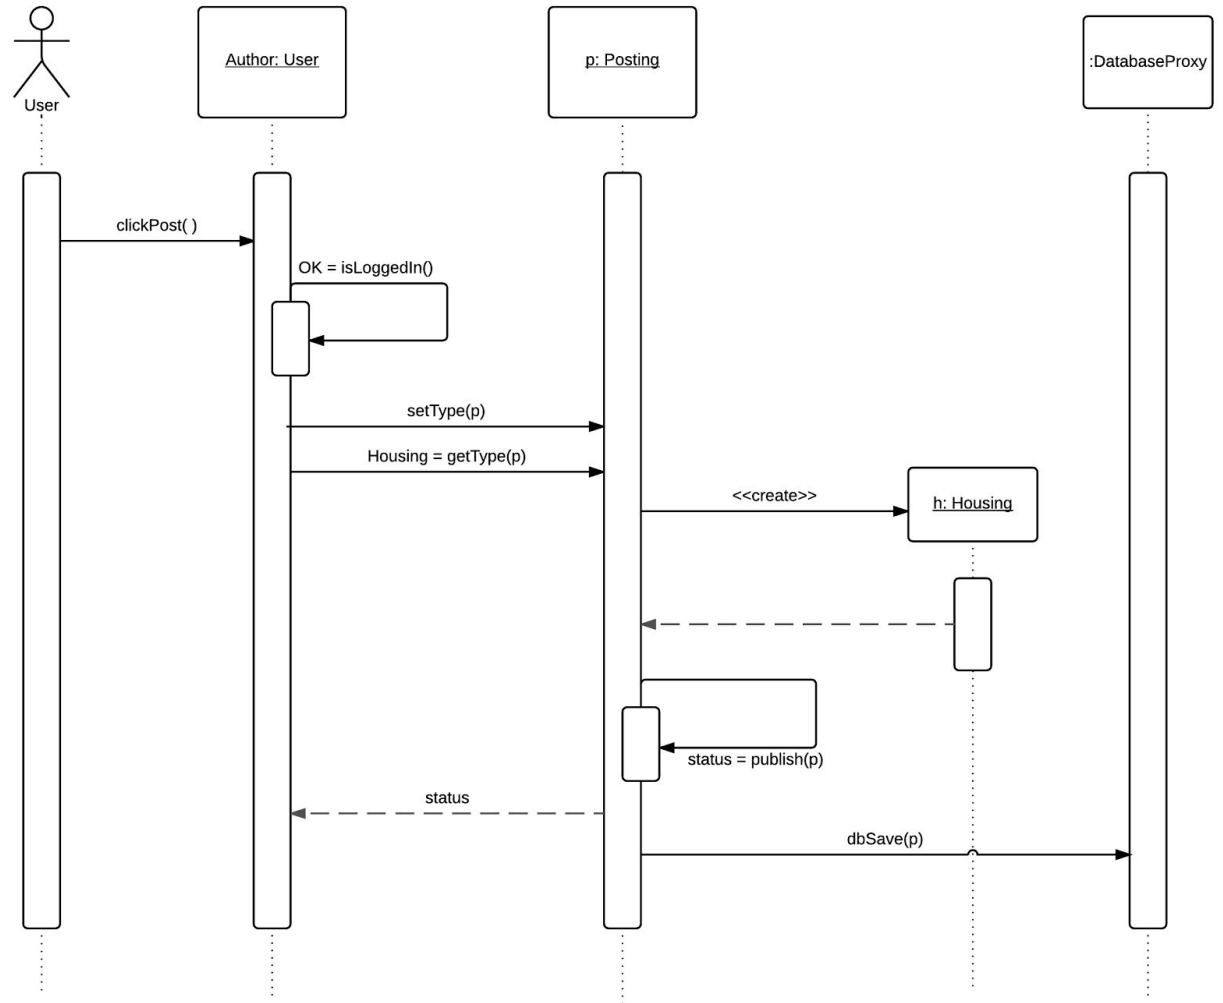 User
Author: User
p: Posting
:DatabaseProxy
clickPost( )
OK = isLoggedIn()
setType(p)
Housing = getType(p)
<<create>>
h: Housing
status = publish(p)
status
dbSave(p)